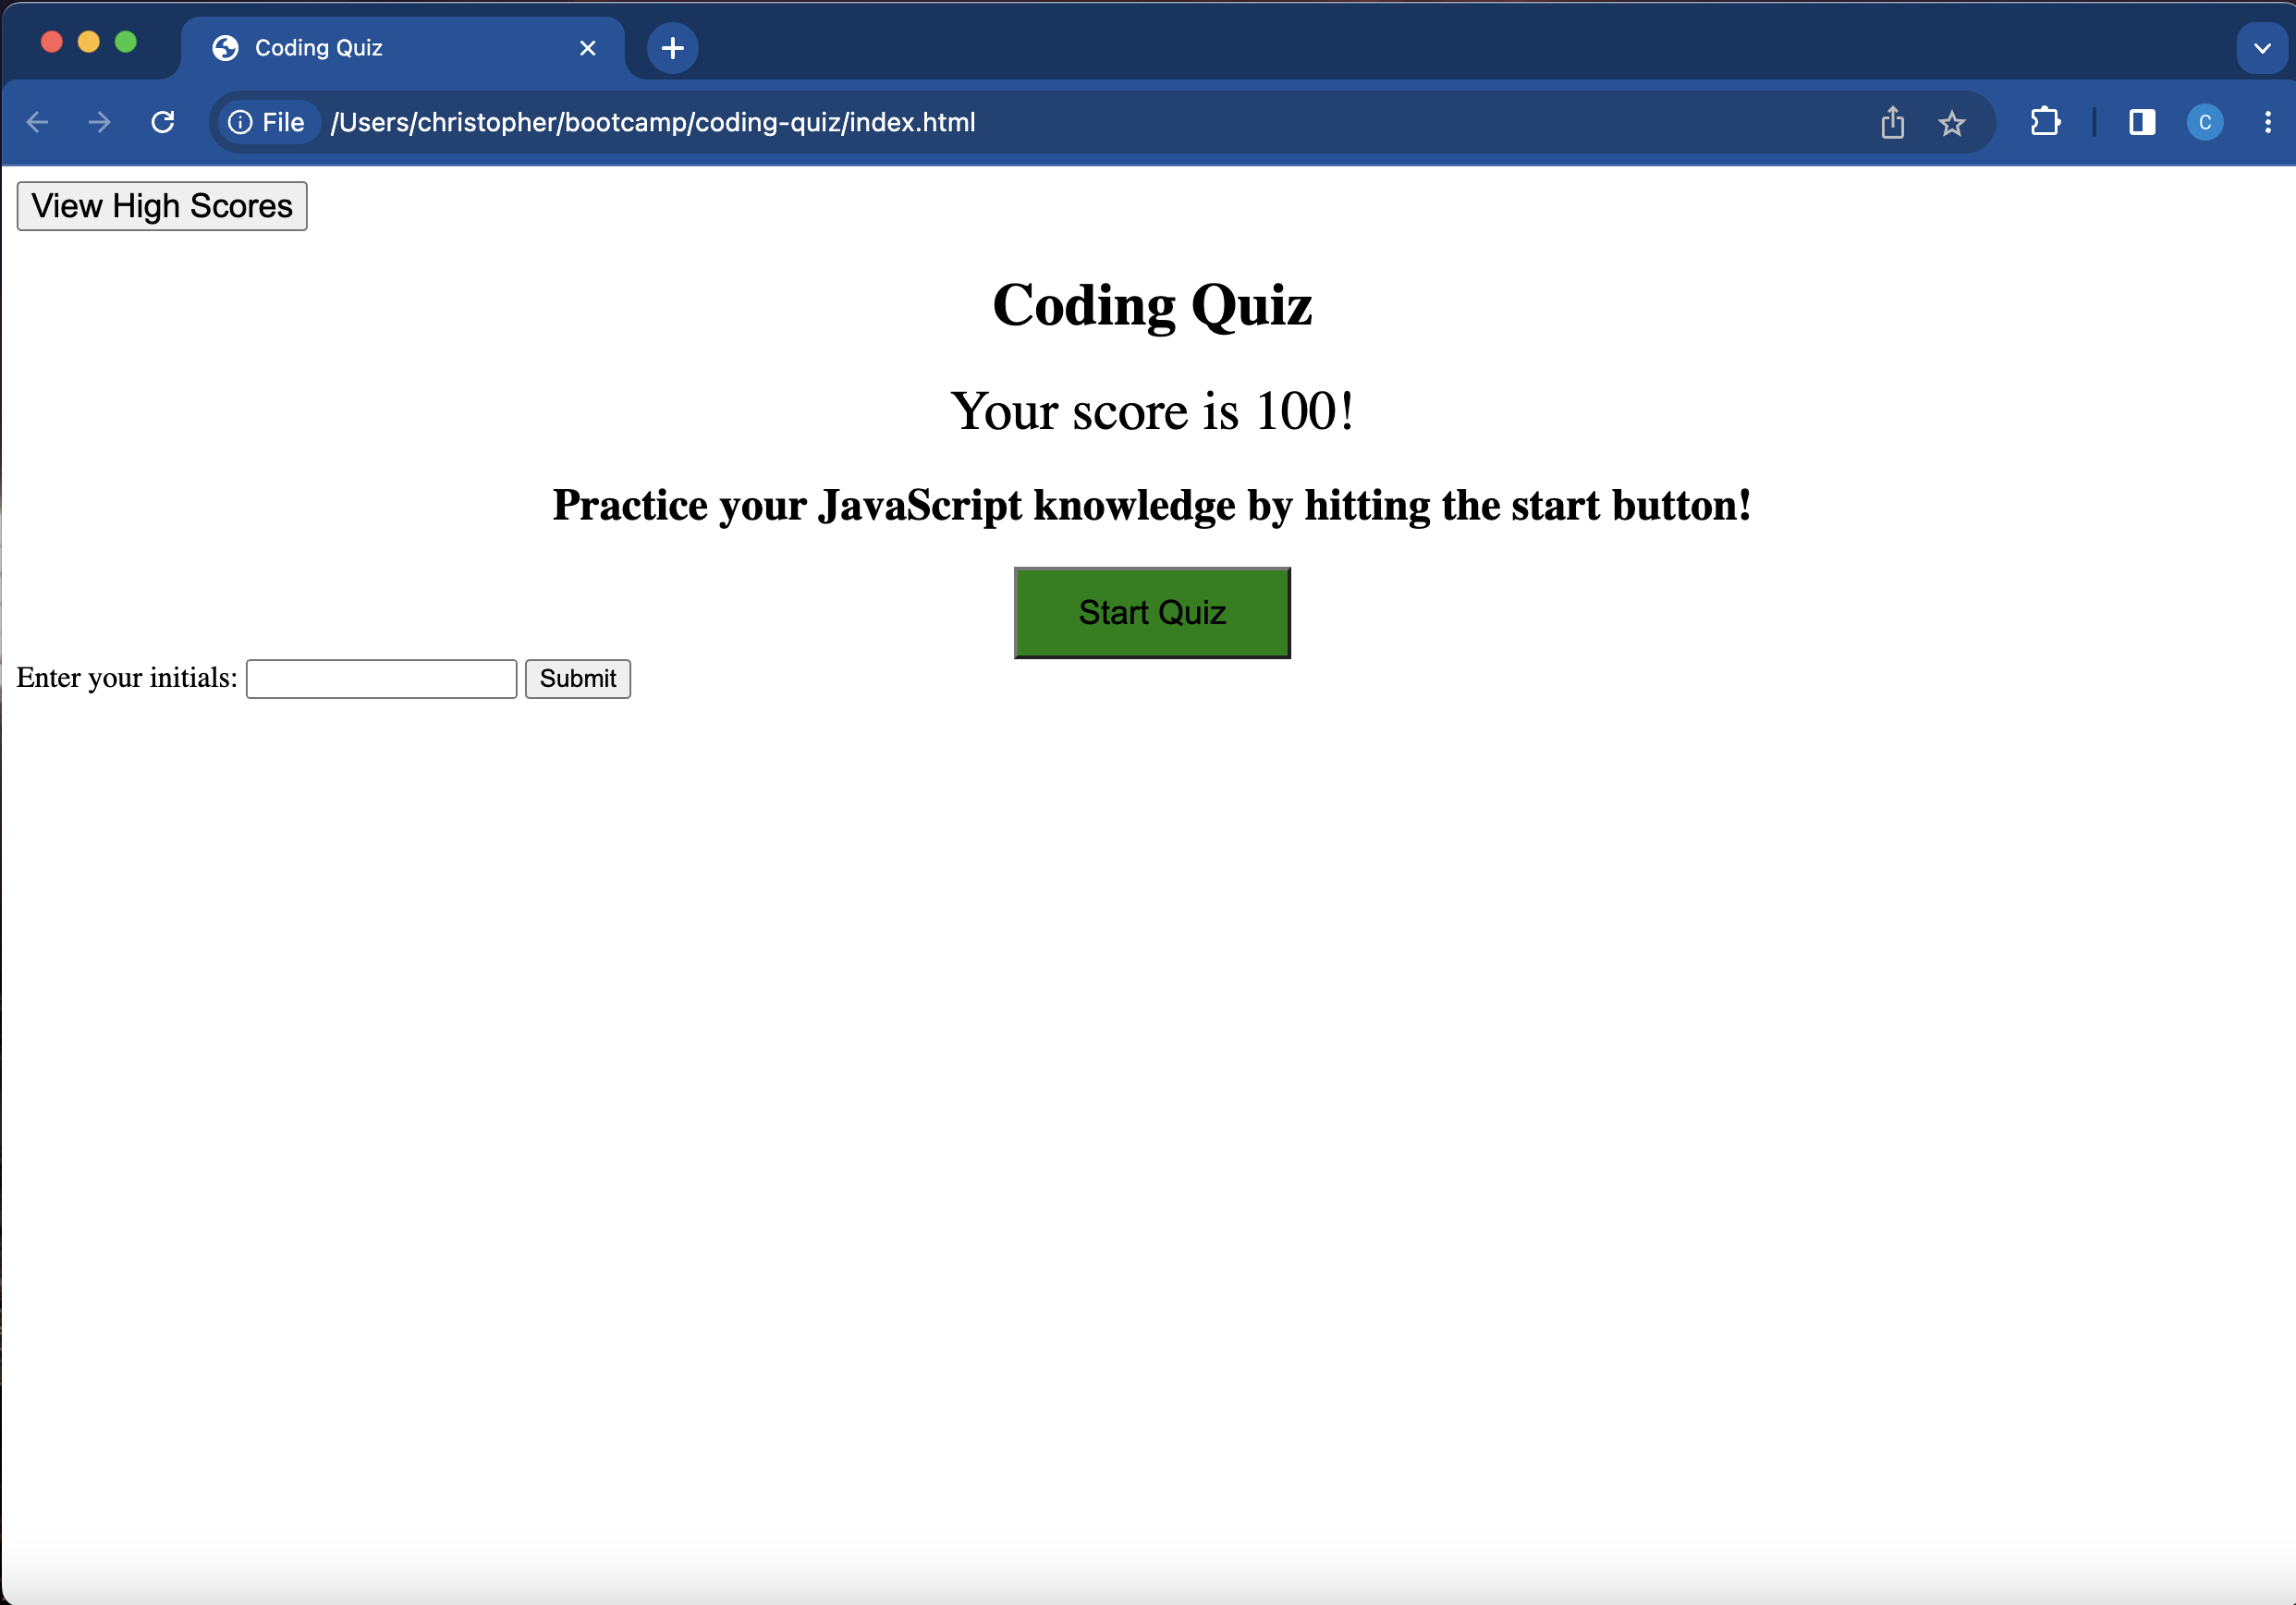 Coding Quiz
File /Users/christopher/bootcamp/coding-quiz/index.html
C
View High Scores
Coding Quiz
Your score is 100!
Practice your JavaScript knowledge by hitting the start button!
Start Quiz
Enter your initials: Submit